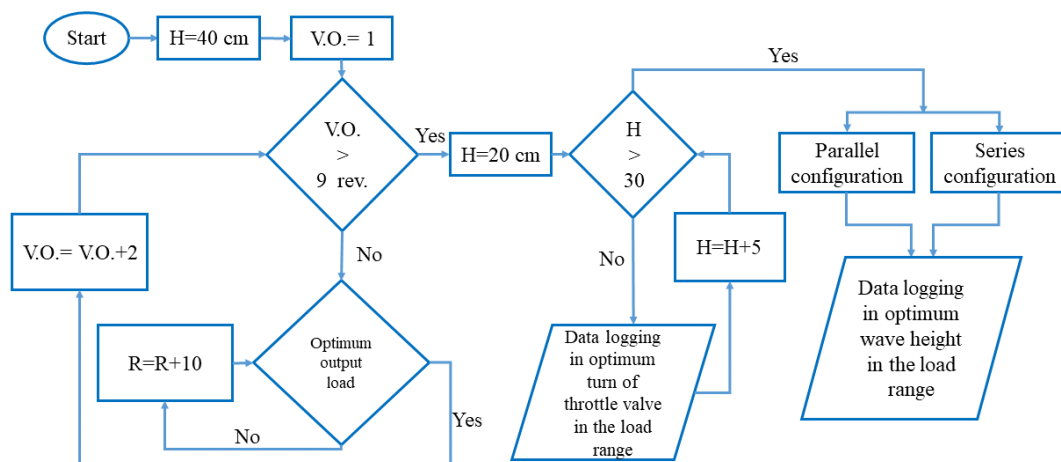 Start
H=40 cm
V.O.= 1
V.O.
>
9 rev.
Yes
H=20 cm
H
>
30
Yes
Parallel
configuration
Series
configuration
V.O.= V.O.+2
No
No
H=H+5
R=R+10
Optimum
output
load
No
Yes
Data logging
in optimum
turn of
throttle valve
in the load
range
Data logging
in optimum
wave height
in the load
range